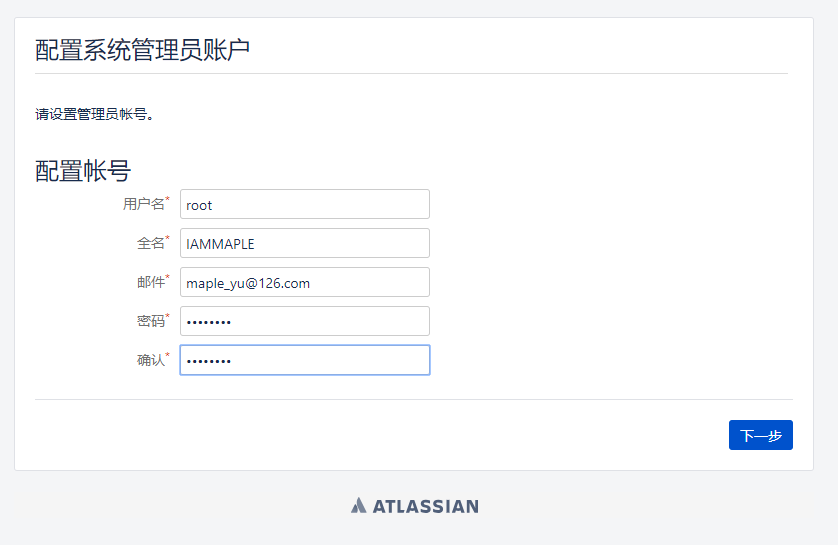 配置系统管理员账户
请设置管理员帐号。
配置帐号
用户名* root
全名* IAMMAPLE
邮件* maple_yu@126.com
密码* ••••••••
确认* ••••••••
下一步
ATLASSIAN